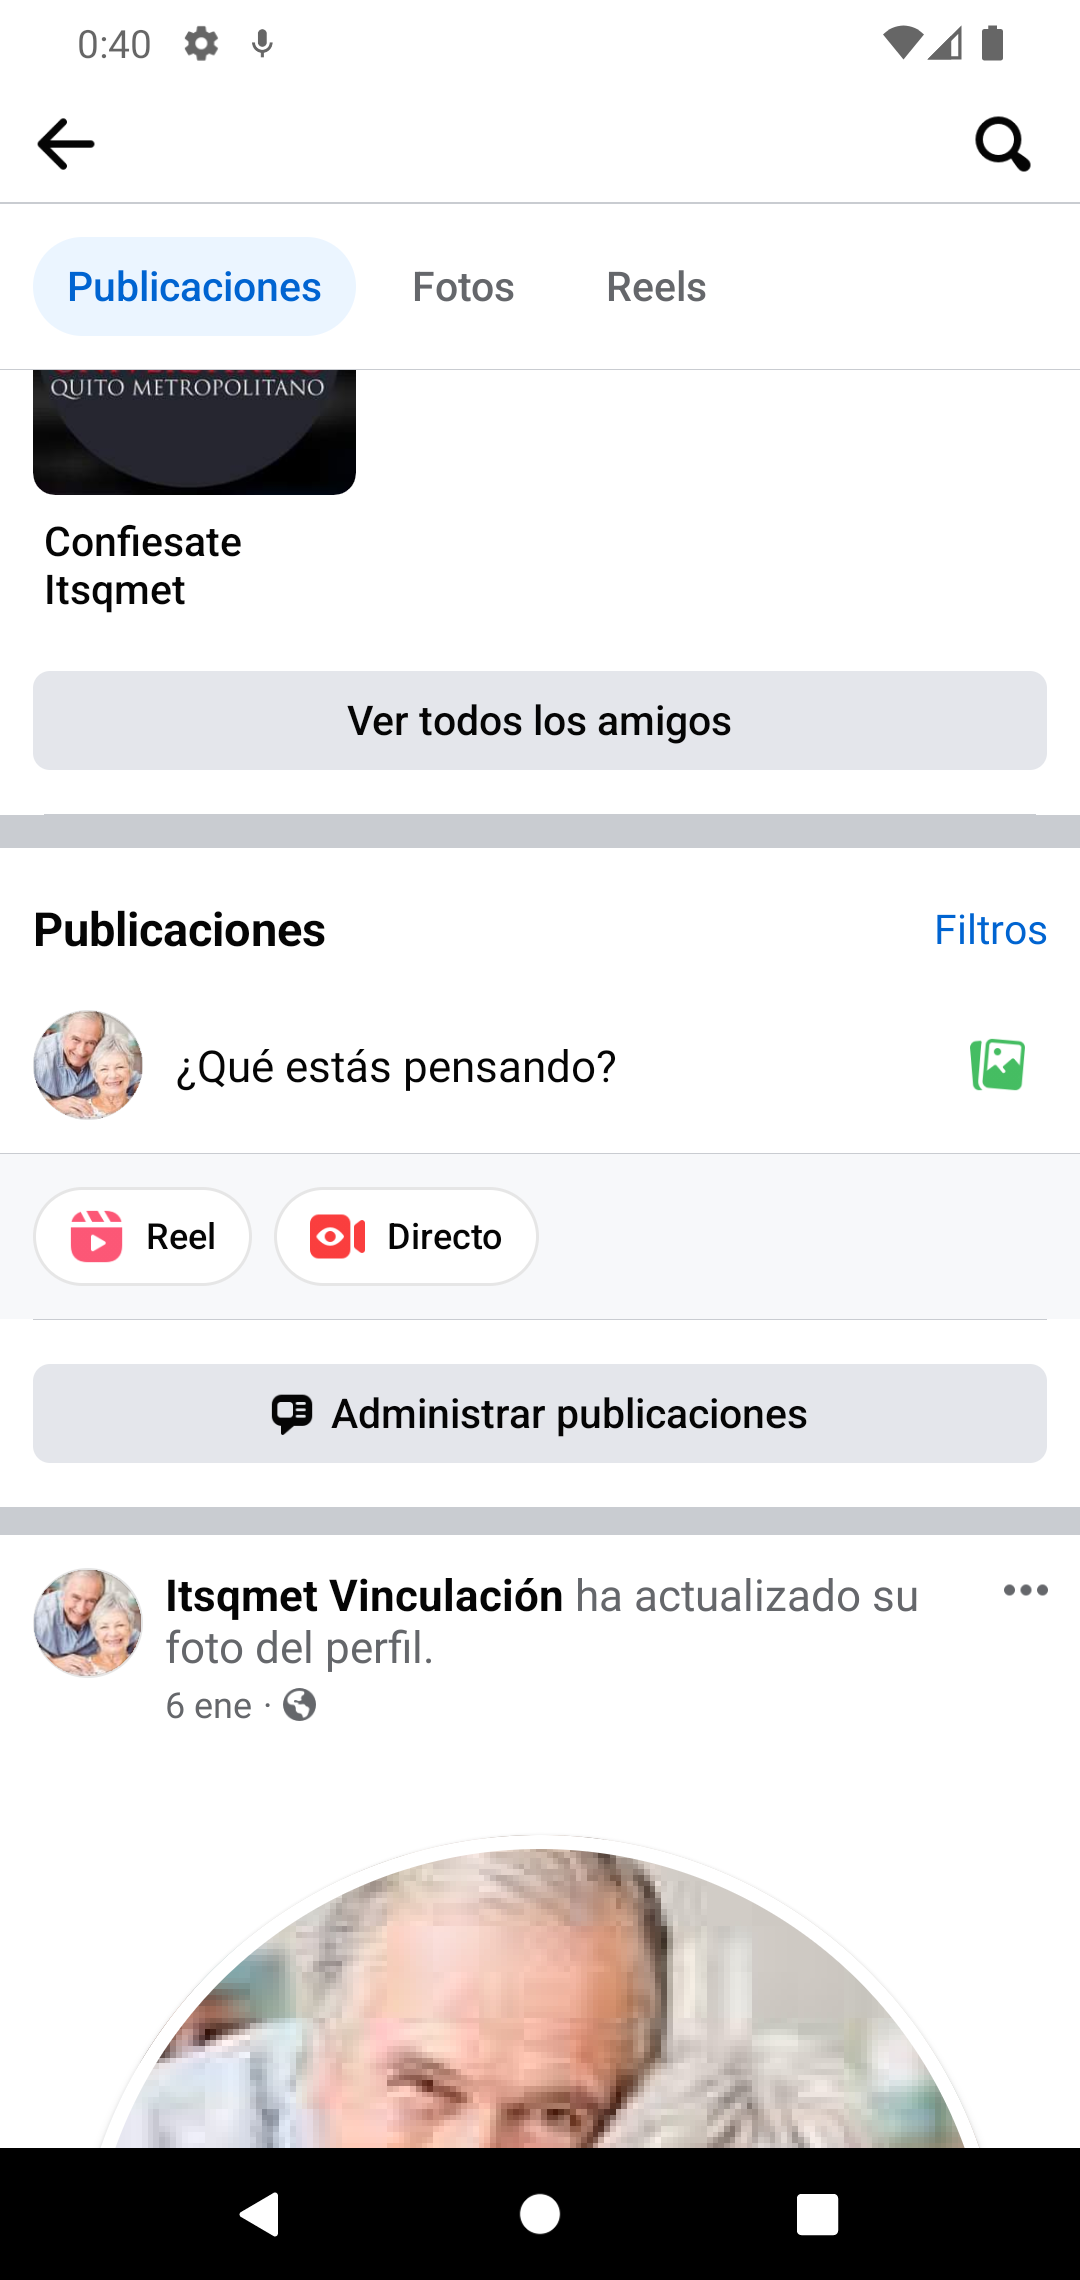 0:40
Publicaciones Fotos Reels
QUITO METROPOLITANO
Confiesate
Itsqmet
Ver todos los amigos
Publicaciones Filtros
¿Qué estás pensando?
Reel Directo
Administrar publicaciones
Itsqmet Vinculación ha actualizado su
foto del perfil.
6 ene ·